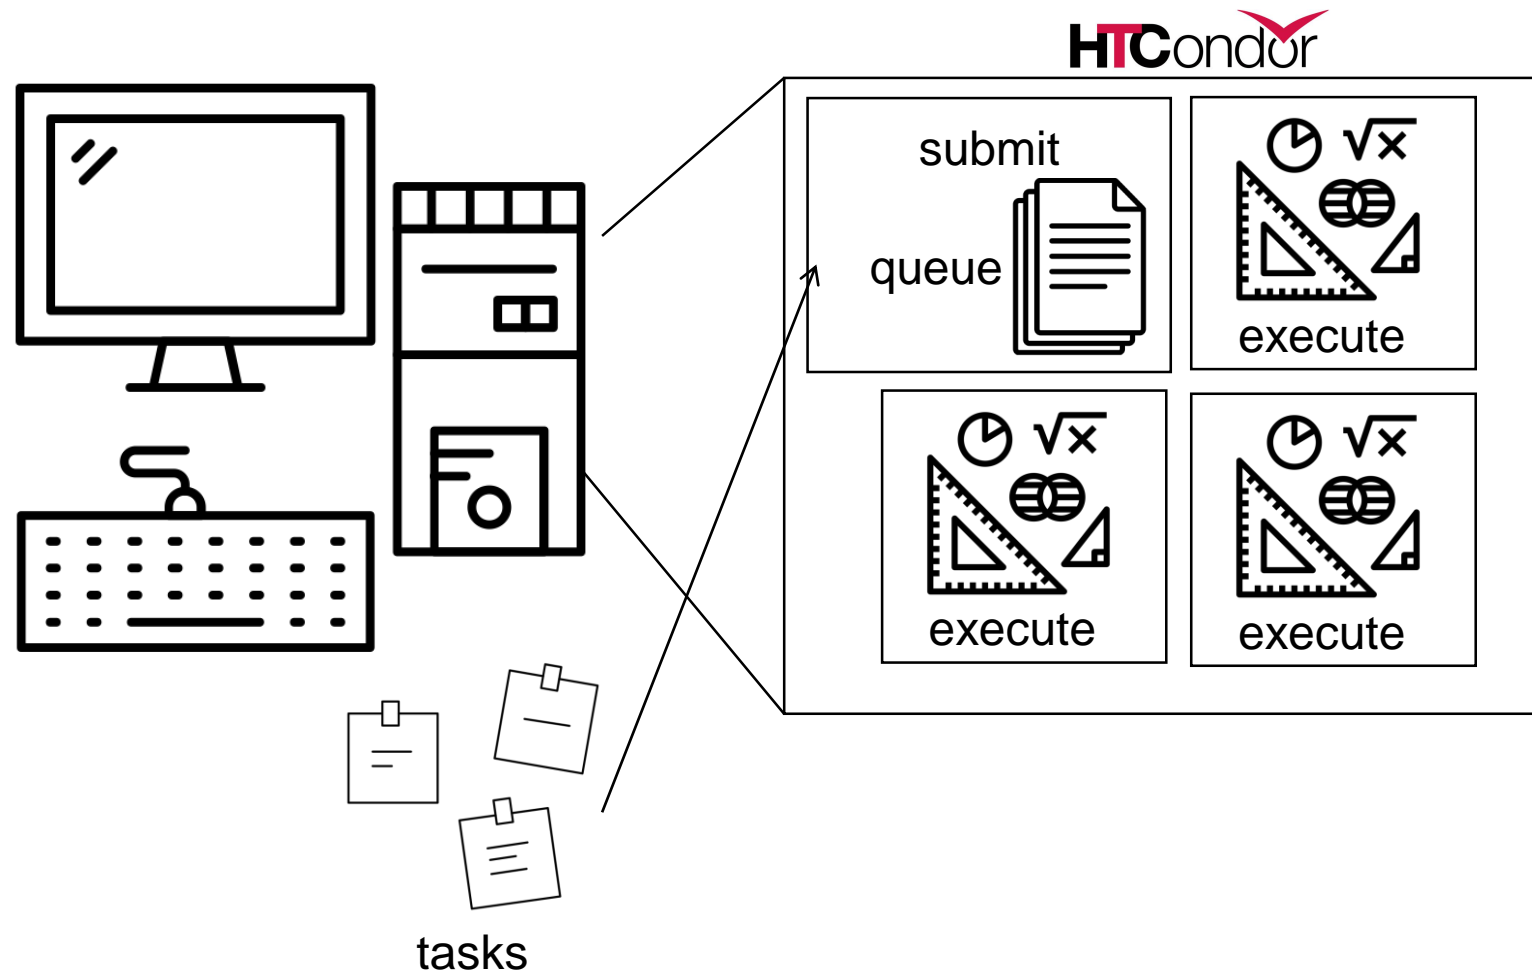 HTCondor
submit
queue
execute
execute
execute
tasks